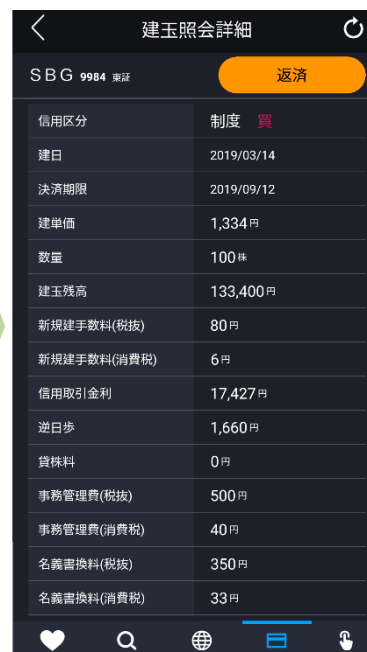 建玉照会詳細
SBG 9984 東証 返済
信用区分 制度 買
建日 2019/03/14
決済期限 2019/09/12
建単価 1,334円
数量 100株
建玉残高 133,400円
新規建手数料(税抜) 80円
新規建手数料(消費税) 6円
信用取引金利 17,427円
逆日歩 1,660円
貸株料 0円
事務管理費(税抜) 500円
事務管理費(消費税) 40円
名義書換料(税抜) 350円
名義書換料(消費税) 33円